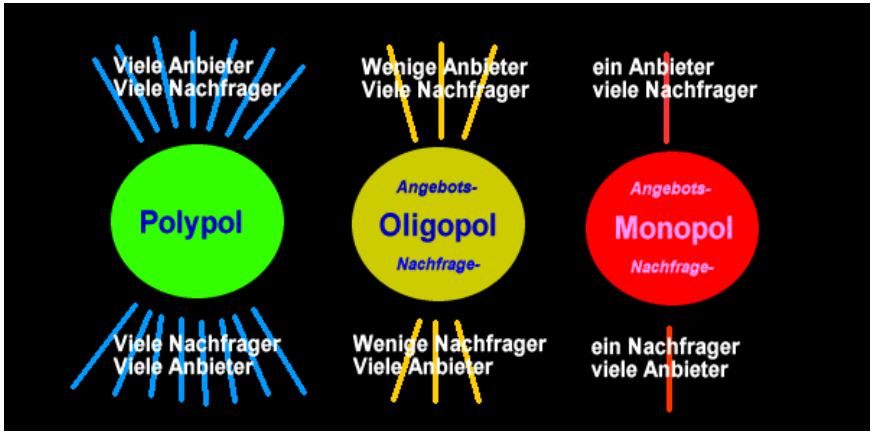 Viele Anbieter
Viele Nachfrager
Polypol
Viele Nachfrager
Viele Anbieter
Wenige Anbieter
Viele Nachfrager
Angebots-
Oligopol
Nachfrage-
Wenige Nachfrager
Viele Anbieter
ein Anbieter
viele Nachfrager
Angebots-
Monopol
Nachfrage-
ein Nachfrager
viele Anbieter